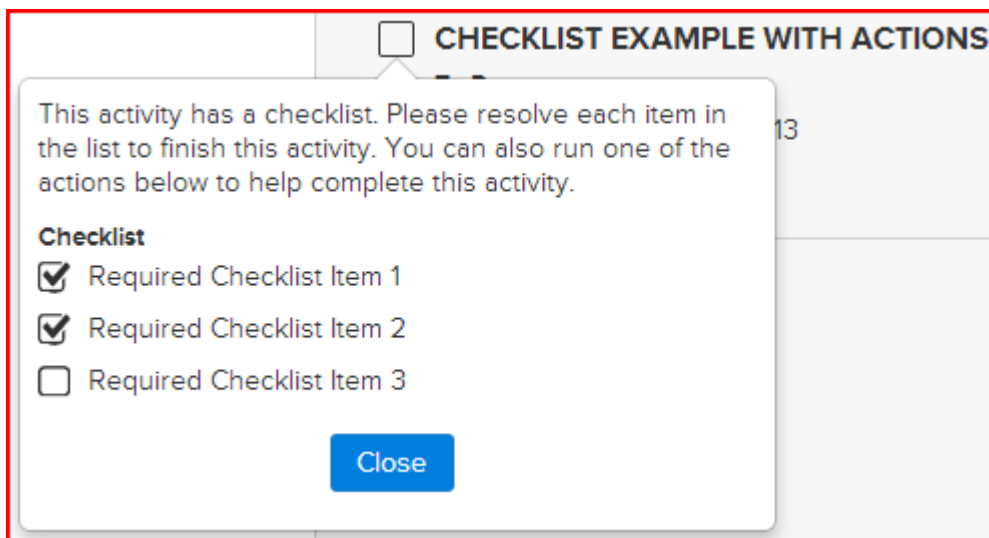 CHECKLIST EXAMPLE WITH ACTIONS
13
This activity has a checklist. Please resolve each item in
the list to finish this activity. You can also run one of the
actions below to help complete this activity.
Checklist
Required Checklist Item 1
Required Checklist Item 2
Required Checklist Item 3
Close